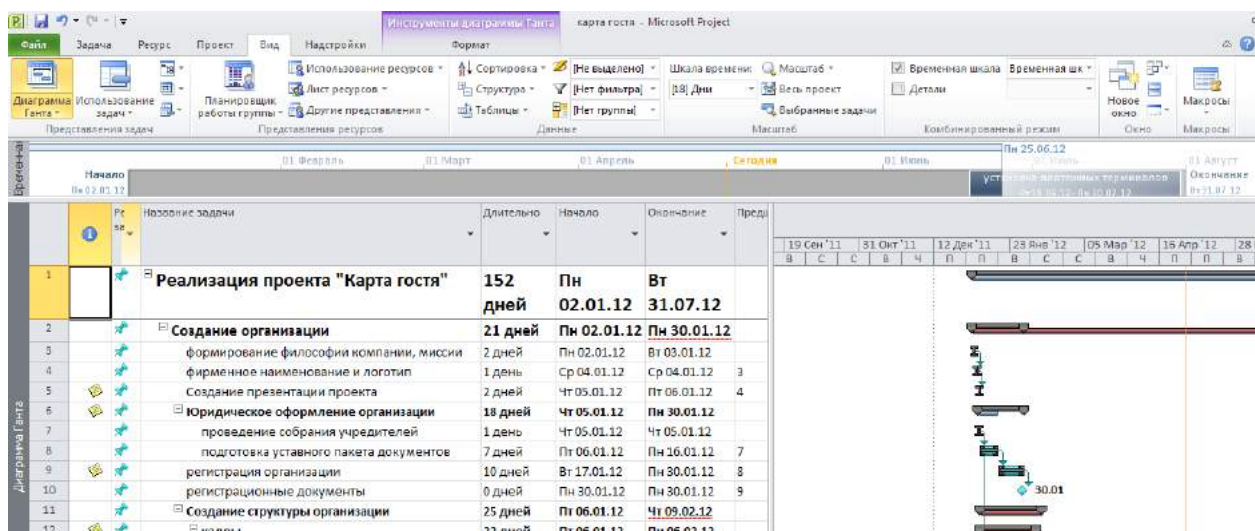 Инструменты диаграммы Ганта карта гостя - Microsoft Project
Файл Задача Ресурс Проект Вид Надстройки Формат
Диаграмма Ганта Использование задач Планировщик работы группы Использование ресурсов Лист ресурсов Другие представления Сортировка Структура Таблицы [Не выделено] [Нет фильтра] [Нет группы] Шкала времени: [18] Дни Масштаб Весь проект Выбранные задачи Временная шкала Временная шк Детали Новое окно Макросы
Представления задач Представления ресурсов Данные Масштаб Комбинированный режим Окно Макросы
Пн 25.06.12
01 Февраль 01 Март 01 Апрель Сегодня 01 Июнь 01 Август
Начало Окончание
Пн 02.01.12 Вт 31.07.12
установка платежных терминалов
Название задачи Длительно Начало Окончание Предш
19 Сен '11 31 Окт '11 12 Дек '11 23 Янв '12 05 Мар '12 16 Апр '12 28
В С С В Ч П П В С С В Ч П П В
1 Реализация проекта "Карта гостя" 152 дней Пн 02.01.12 Вт 31.07.12
2 Создание организации 21 дней Пн 02.01.12 Пн 30.01.12
3 формирование философии компании, миссии 2 дней Пн 02.01.12 Вт 03.01.12
4 фирменное наименование и логотип 1 день Ср 04.01.12 Ср 04.01.12 3
5 Создание презентации проекта 2 дней Чт 05.01.12 Пт 06.01.12 4
6 Юридическое оформление организации 18 дней Чт 05.01.12 Пн 30.01.12
7 проведение собрания учредителей 1 день Чт 05.01.12 Чт 05.01.12
8 подготовка уставного пакета документов 7 дней Пт 06.01.12 Пн 16.01.12 7
9 регистрация организации 10 дней Вт 17.01.12 Пн 30.01.12 8
10 регистрационные документы 0 дней Пн 30.01.12 Пн 30.01.12 9 30.01
11 Создание структуры организации 25 дней Пт 06.01.12 Чт 09.02.12
12
Диаграмма Ганта